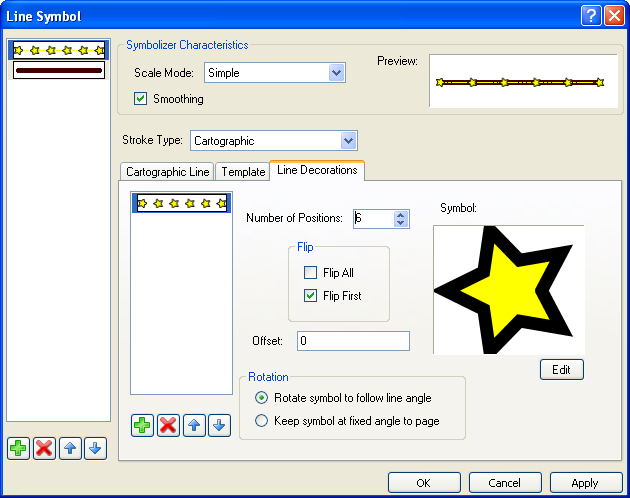 Line Symbol
Symbolizer Characteristics
Scale Mode: Simple
Preview:
Smoothing
Stroke Type: Cartographic
Cartographic Line Template Line Decorations
Number of Positions: 6
Symbol:
Flip
Flip All
Flip First
Offset: 0
Edit
Rotation
Rotate symbol to follow line angle
Keep symbol at fixed angle to page
OK Cancel Apply